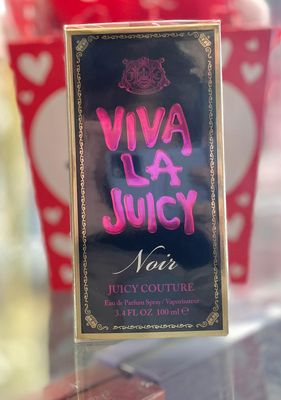 VIVA
LA
JUICY
Noir
JUICY COUTURE
Eau de Parfum Spray / Vaporisateur
3.4 FL OZ 100 ml ℮